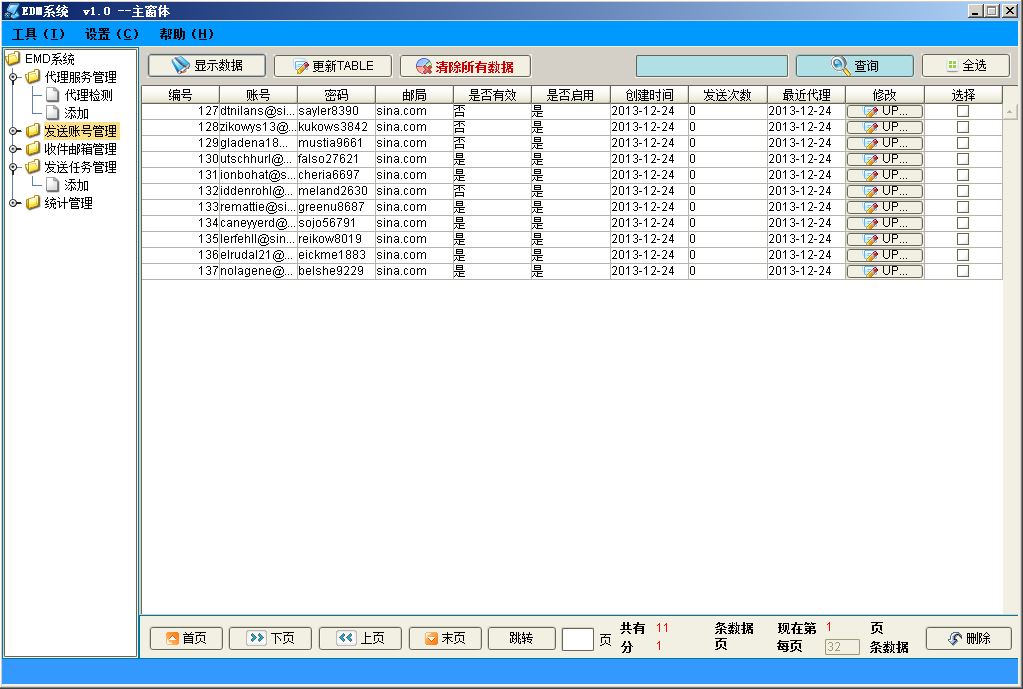 EDM系统 v1.0 --主窗体
工具(I) 设置(C) 帮助(H)
EMD系统
代理服务管理
代理检测
添加
发送账号管理
收件邮箱管理
发送任务管理
添加
统计管理
显示数据 更新TABLE 清除所有数据 查询 全选
编号 账号 密码 邮局 是否有效 是否启用 创建时间 发送次数 最近代理 修改 选择
127 dtnilans@si... sayler8390 sina.com 否 是 2013-12-24 0 2013-12-24 UP...
128 zikowys13@... kukows3842 sina.com 否 是 2013-12-24 0 2013-12-24 UP...
129 gladena18... mustia9661 sina.com 否 是 2013-12-24 0 2013-12-24 UP...
130 utschhurl@... falso27621 sina.com 是 是 2013-12-24 0 2013-12-24 UP...
131 ionbohat@s... cheria6697 sina.com 是 是 2013-12-24 0 2013-12-24 UP...
132 iddenrohl@... meland2630 sina.com 否 是 2013-12-24 0 2013-12-24 UP...
133 remattie@si... greenu8687 sina.com 是 是 2013-12-24 0 2013-12-24 UP...
134 caneyyerd@... sojo56791 sina.com 是 是 2013-12-24 0 2013-12-24 UP...
135 lerfehll@sin... reikow8019 sina.com 是 是 2013-12-24 0 2013-12-24 UP...
136 elrudal21@... eickme1883 sina.com 是 是 2013-12-24 0 2013-12-24 UP...
137 nolagene@... belshe9229 sina.com 是 是 2013-12-24 0 2013-12-24 UP...
首页 下页 上页 末页 跳转 页 删除
共有 11 条数据 现在第 1 页
分 1 页 每页 32 条数据